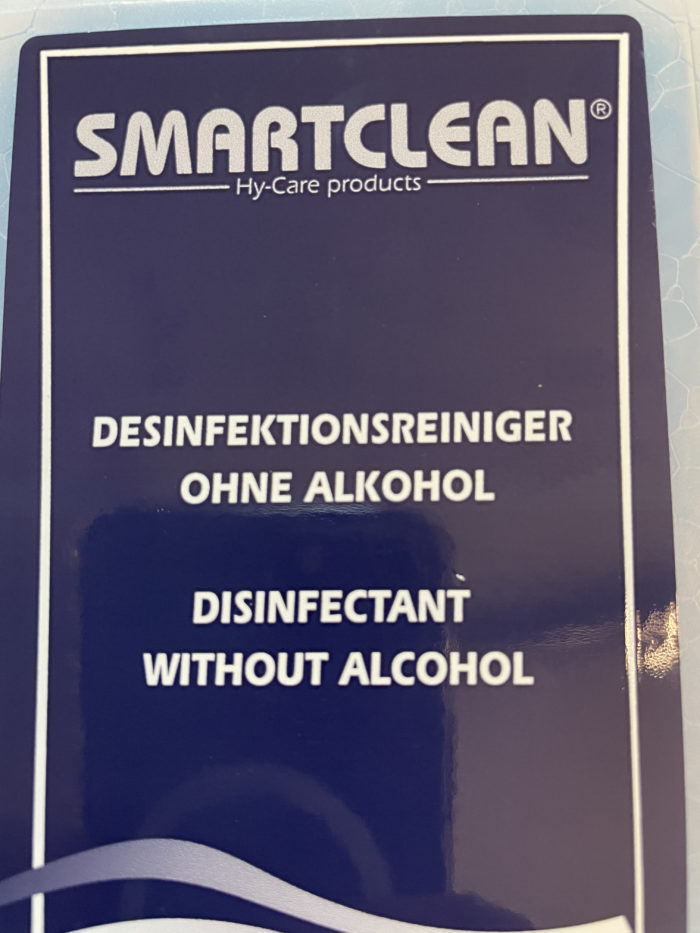 SMARTCLEAN®
Hy-Care products
DESINFEKTIONSREINIGER
OHNE ALKOHOL
DISINFECTANT
WITHOUT ALCOHOL